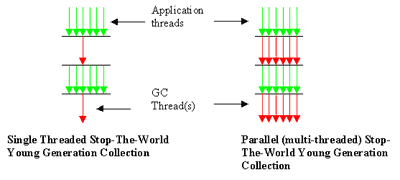 Application
threads
GC
Thread(s)
Single Threaded Stop-The-World
Young Generation Collection
Parallel (multi-threaded) Stop-
The-World Young Generation
Collection